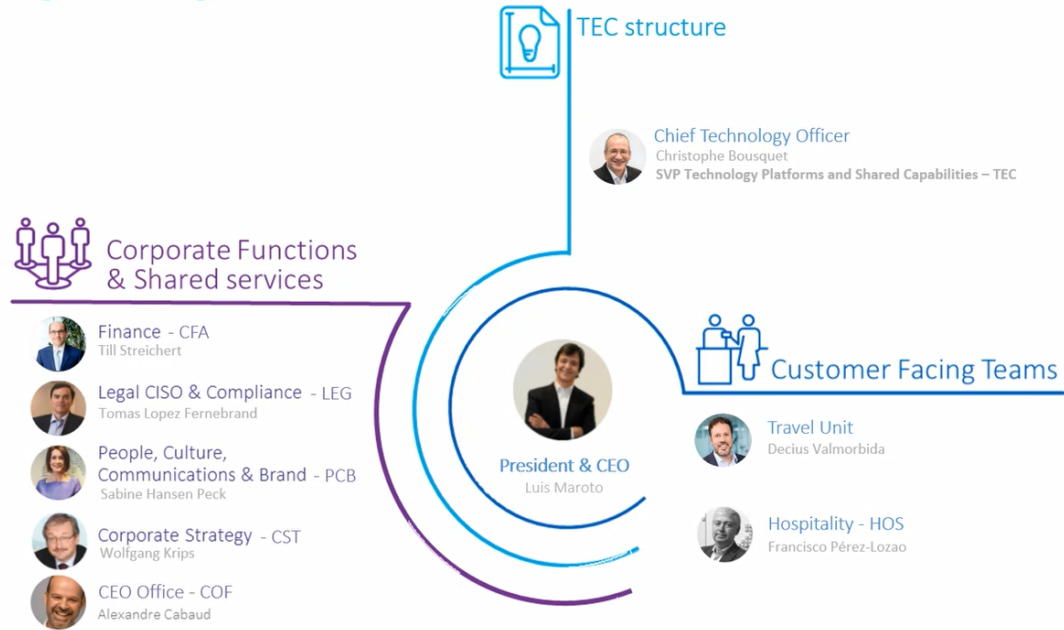 TEC structure
Chief Technology Officer
Christophe Bousquet
SVP Technology Platforms and Shared Capabilities – TEC
Corporate Functions
& Shared services
Finance - CFA
Till Streichert
Legal CISO & Compliance - LEG
Tomas Lopez Fernebrand
People, Culture,
Communications & Brand - PCB
Sabine Hansen Peck
Corporate Strategy - CST
Wolfgang Krips
CEO Office - COF
Alexandre Cabaud
President & CEO
Luis Maroto
Customer Facing Teams
Travel Unit
Decius Valmorbida
Hospitality - HOS
Francisco Pérez-Lozao